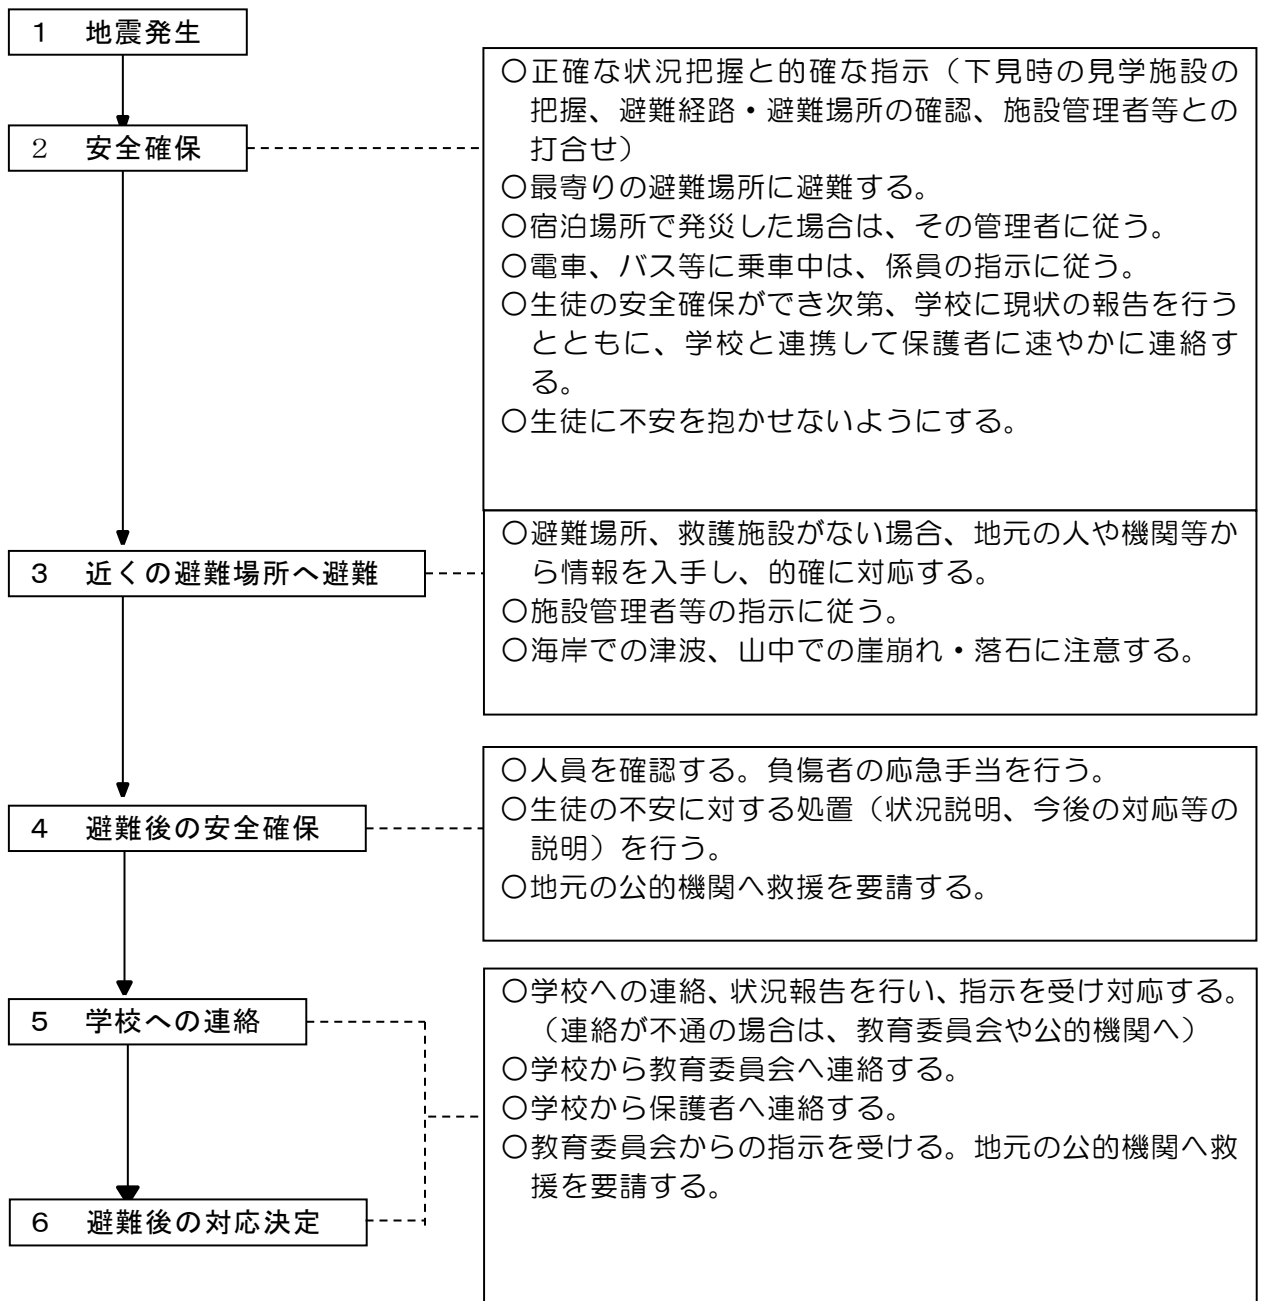 １　地震発生
２　安全確保
〇正確な状況把握と的確な指示（下見時の見学施設の
把握、避難経路・避難場所の確認、施設管理者等との
打合せ）
〇最寄りの避難場所に避難する。
〇宿泊場所で発災した場合は、その管理者に従う。
〇電車、バス等に乗車中は、係員の指示に従う。
〇生徒の安全確保ができ次第、学校に現状の報告を行う
とともに、学校と連携して保護者に速やかに連絡す
る。
〇生徒に不安を抱かせないようにする。
３　近くの避難場所へ避難
〇避難場所、救護施設がない場合、地元の人や機関等か
ら情報を入手し、的確に対応する。
〇施設管理者等の指示に従う。
〇海岸での津波、山中での崖崩れ・落石に注意する。
４　避難後の安全確保
〇人員を確認する。負傷者の応急手当を行う。
〇生徒の不安に対する処置（状況説明、今後の対応等の
説明）を行う。
〇地元の公的機関へ救援を要請する。
５　学校への連絡
〇学校への連絡、状況報告を行い、指示を受け対応する。
（連絡が不通の場合は、教育委員会や公的機関へ）
〇学校から教育委員会へ連絡する。
〇学校から保護者へ連絡する。
〇教育委員会からの指示を受ける。地元の公的機関へ救
援を要請する。
６　避難後の対応決定